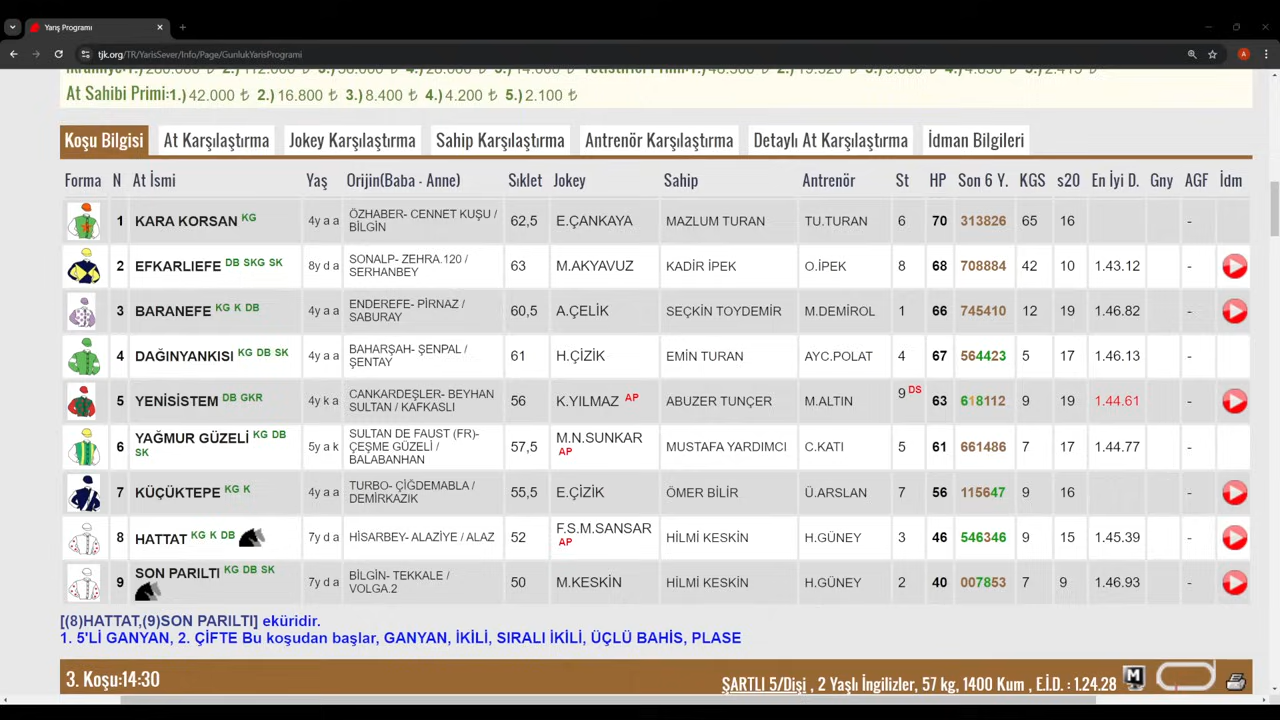 Yarış Programı
tjk.org/TR/YarisSever/Info/Page/GunlukYarisProgrami
A
At Sahibi Primi:1.) 42.000 ₺ 2.) 16.800 ₺ 3.) 8.400 ₺ 4.) 4.200 ₺ 5.) 2.100 ₺
Koşu Bilgisi At Karşılaştırma Jokey Karşılaştırma Sahip Karşılaştırma Antrenör Karşılaştırma Detaylı At Karşılaştırma İdman Bilgileri
Forma N At İsmi Yaş Orijin(Baba - Anne) Sıklet Jokey Sahip Antrenör St HP Son 6 Y. KGS s20 En İyi D. Gny AGF İdm
1 KARA KORSAN KG 4y a a ÖZHABER- CENNET KUŞU / BİLGİN 62,5 E.ÇANKAYA MAZLUM TURAN TU.TURAN 6 70 313826 65 16 -
2 EFKARLIEFE DB SKG SK 8y d a SONALP- ZEHRA.120 / SERHANBEY 63 M.AKYAVUZ KADİR İPEK O.İPEK 8 68 708884 42 10 1.43.12 -
3 BARANEFE KG K DB 4y a a ENDEREFE- PİRNAZ / SABURAY 60,5 A.ÇELİK SEÇKİN TOYDEMİR M.DEMİROL 1 66 745410 12 19 1.46.82 -
4 DAĞINYANKISI KG DB SK 4y a a BAHARŞAH- ŞENPAL / ŞENTAY 61 H.ÇİZİK EMİN TURAN AYC.POLAT 4 67 564423 5 17 1.46.13 -
5 YENİSİSTEM DB GKR 4y k a CANKARDEŞLER- BEYHAN SULTAN / KAFKASLI 56 K.YILMAZ AP ABUZER TUNÇER M.ALTIN 9 DS 63 618112 9 19 1.44.61 -
6 YAĞMUR GÜZELİ KG DB SK 5y a k SULTAN DE FAUST (FR)- ÇEŞME GÜZELİ / BALABANHAN 57,5 M.N.SUNKAR AP MUSTAFA YARDIMCI C.KATI 5 61 661486 7 17 1.44.77 -
7 KÜÇÜKTEPE KG K 4y a a TURBO- ÇİĞDEMABLA / DEMİRKAZIK 55,5 E.ÇİZİK ÖMER BİLİR Ü.ARSLAN 7 56 115647 9 16 -
8 HATTAT KG K DB 7y d a HİSARBEY- ALAZİYE / ALAZ 52 F.S.M.SANSAR AP HİLMİ KESKİN H.GÜNEY 3 46 546346 9 15 1.45.39 -
9 SON PARILTI KG DB SK 7y d a BİLGİN- TEKKALE / VOLGA.2 50 M.KESKİN HİLMİ KESKİN H.GÜNEY 2 40 007853 7 9 1.46.93 -
[(8)HATTAT,(9)SON PARILTI] eküridir.
1. 5'Lİ GANYAN, 2. ÇİFTE Bu koşudan başlar, GANYAN, İKİLİ, SIRALI İKİLİ, ÜÇLÜ BAHİS, PLASE
3. Koşu:14:30 ŞARTLI 5/Dişi , 2 Yaşlı İngilizler, 57 kg, 1400 Kum , E.İ.D. : 1.24.28 M